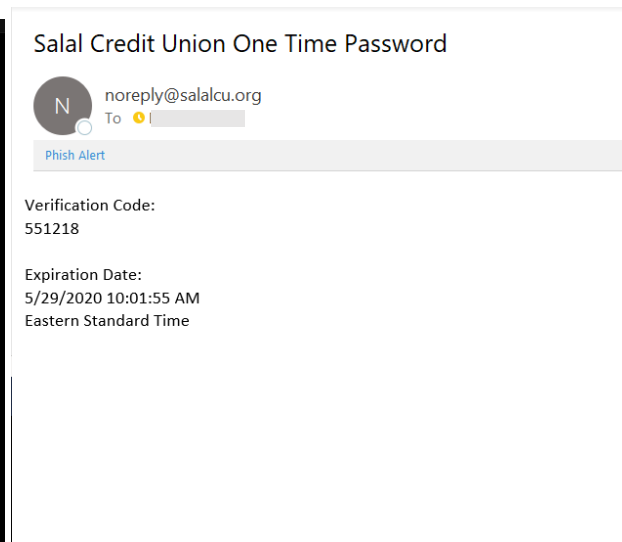 Salal Credit Union One Time Password
N
noreply@salalcu.org
To
Phish Alert
Verification Code:
551218
Expiration Date:
5/29/2020 10:01:55 AM
Eastern Standard Time